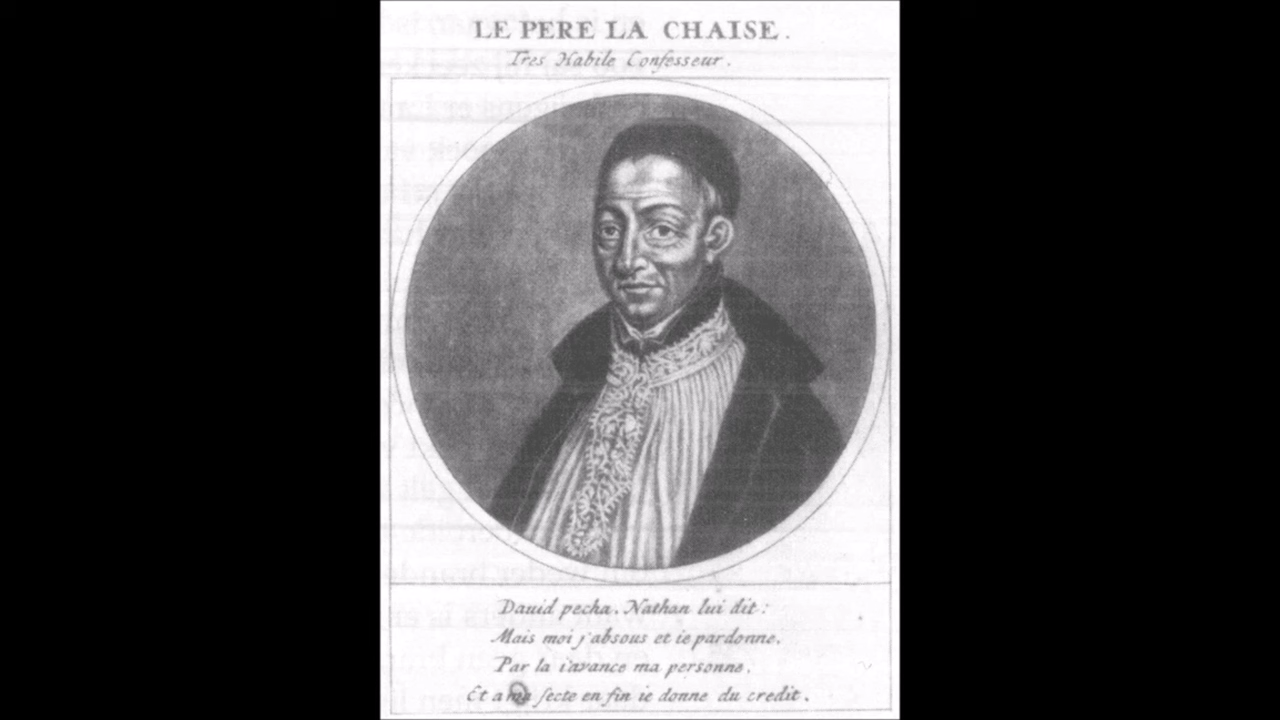 LE PERE LA CHAISE.
Tres Habile Confesseur.
Dauid pecha, Nathan lui dit:
Mais moi j'absous et ie pardonne.
Par la i'avance ma personne.
Et a ma secte en fin ie donne du credit.